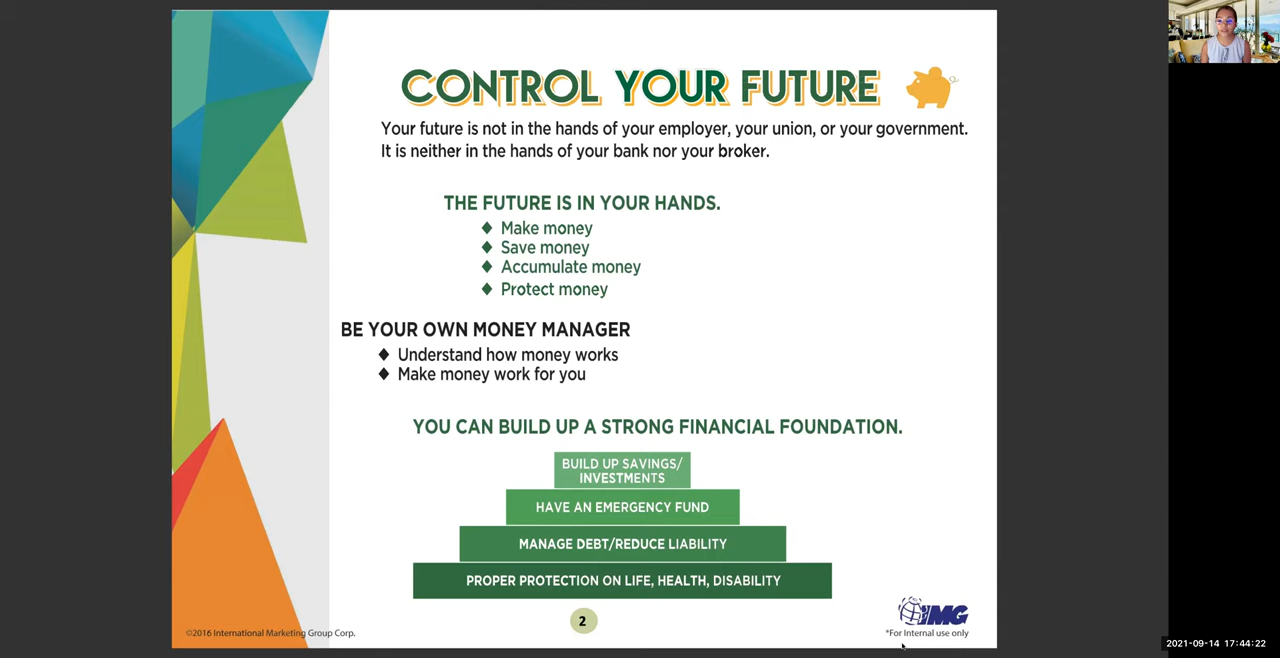 CONTROL YOUR FUTURE
Your future is not in the hands of your employer, your union, or your government.
It is neither in the hands of your bank nor your broker.
THE FUTURE IS IN YOUR HANDS.
♦ Make money
♦ Save money
♦ Accumulate money
♦ Protect money
BE YOUR OWN MONEY MANAGER
♦ Understand how money works
♦ Make money work for you
YOU CAN BUILD UP A STRONG FINANCIAL FOUNDATION.
BUILD UP SAVINGS/
INVESTMENTS
HAVE AN EMERGENCY FUND
MANAGE DEBT/REDUCE LIABILITY
PROPER PROTECTION ON LIFE, HEALTH, DISABILITY
2
IMG
©2016 International Marketing Group Corp.
*For Internal use only
2021-09-14 17:44:22